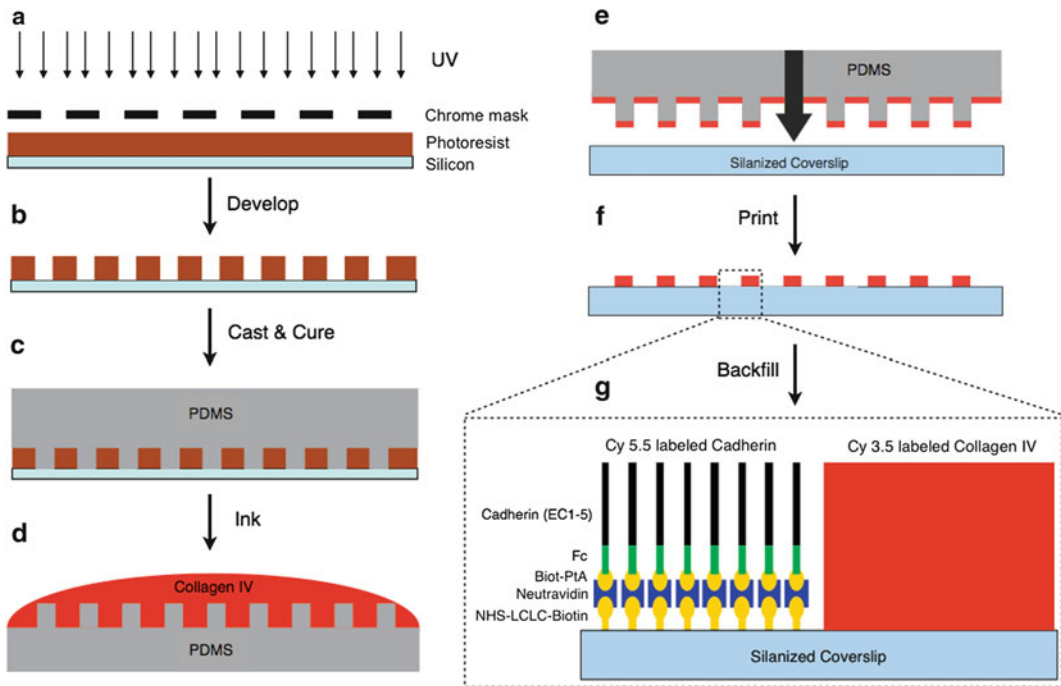 a
UV
Chrome mask
Photoresist
Silicon
Develop
b
Cast & Cure
c
PDMS
Ink
d
Collagen IV
PDMS
e
PDMS
Silanized Coverslip
Print
f
Backfill
g
Cy 5.5 labeled Cadherin
Cy 3.5 labeled Collagen IV
Cadherin (EC1-5)
Fc
Biot-PtA
Neutravidin
NHS-LCLC-Biotin
Silanized Coverslip